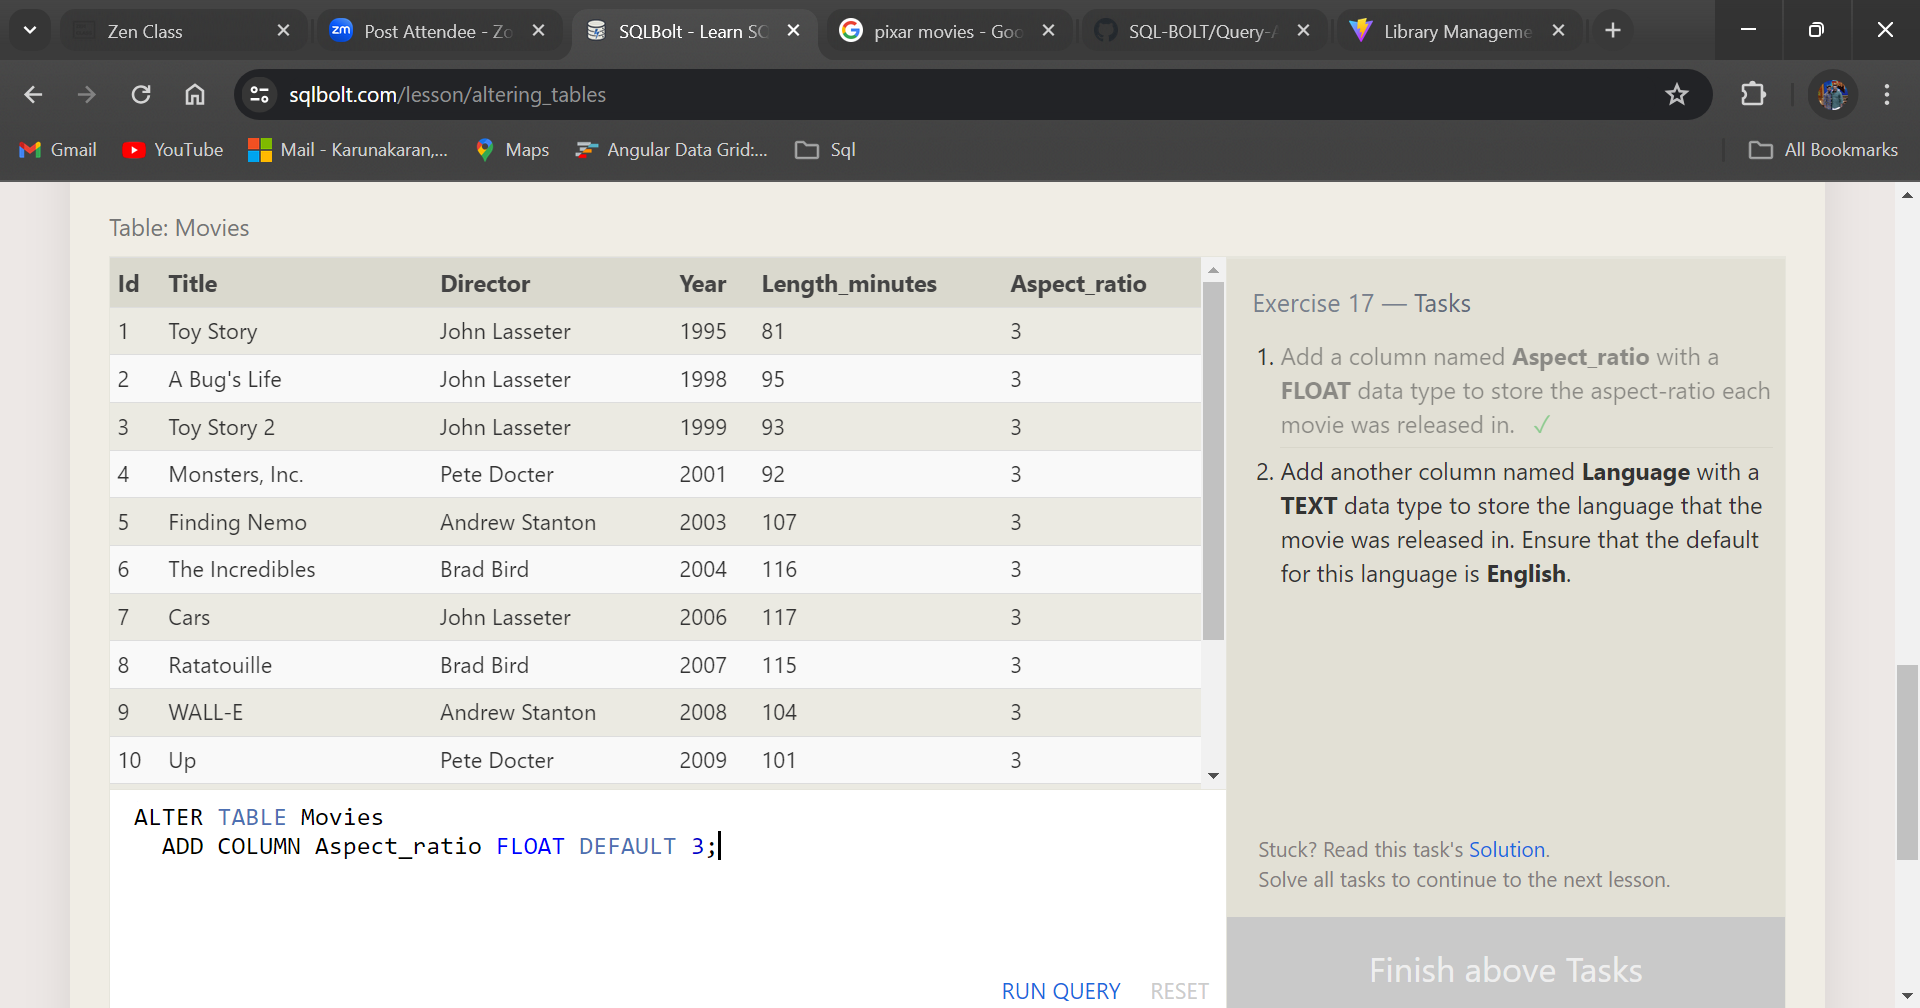 Zen Class
zm Post Attendee - Zo
SQLBolt - Learn SC
pixar movies - Goo
SQL-BOLT/Query-A
Library Manageme
sqlbolt.com/lesson/altering_tables
Gmail
YouTube
Mail - Karunakaran,...
Maps
Angular Data Grid:...
Sql
All Bookmarks
Table: Movies
Id Title Director Year Length_minutes Aspect_ratio
1 Toy Story John Lasseter 1995 81 3
2 A Bug's Life John Lasseter 1998 95 3
3 Toy Story 2 John Lasseter 1999 93 3
4 Monsters, Inc. Pete Docter 2001 92 3
5 Finding Nemo Andrew Stanton 2003 107 3
6 The Incredibles Brad Bird 2004 116 3
7 Cars John Lasseter 2006 117 3
8 Ratatouille Brad Bird 2007 115 3
9 WALL-E Andrew Stanton 2008 104 3
10 Up Pete Docter 2009 101 3
ALTER TABLE Movies
ADD COLUMN Aspect_ratio FLOAT DEFAULT 3;
RUN QUERY RESET
Exercise 17 — Tasks
1. Add a column named Aspect_ratio with a
FLOAT data type to store the aspect-ratio each
movie was released in. ✓
2. Add another column named Language with a
TEXT data type to store the language that the
movie was released in. Ensure that the default
for this language is English.
Stuck? Read this task's Solution.
Solve all tasks to continue to the next lesson.
Finish above Tasks